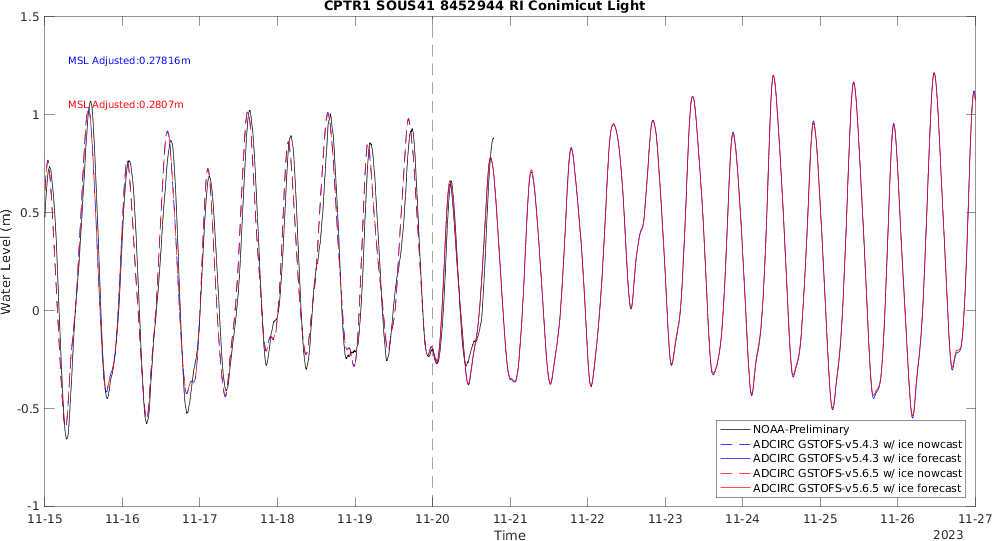 CPTR1 SOUS41 8452944 RI Conimicut Light
1.5
MSL Adjusted:0.27816m
MSL Adjusted:0.2807m
1
0.5
0
-0.5
-1
Water Level (m)
NOAA-Preliminary
ADCIRC GSTOFS-v5.4.3 w/ ice nowcast
ADCIRC GSTOFS-v5.4.3 w/ ice forecast
ADCIRC GSTOFS-v5.6.5 w/ ice nowcast
ADCIRC GSTOFS-v5.6.5 w/ ice forecast
11-15 11-16 11-17 11-18 11-19 11-20 11-21 11-22 11-23 11-24 11-25 11-26 11-27
Time
2023